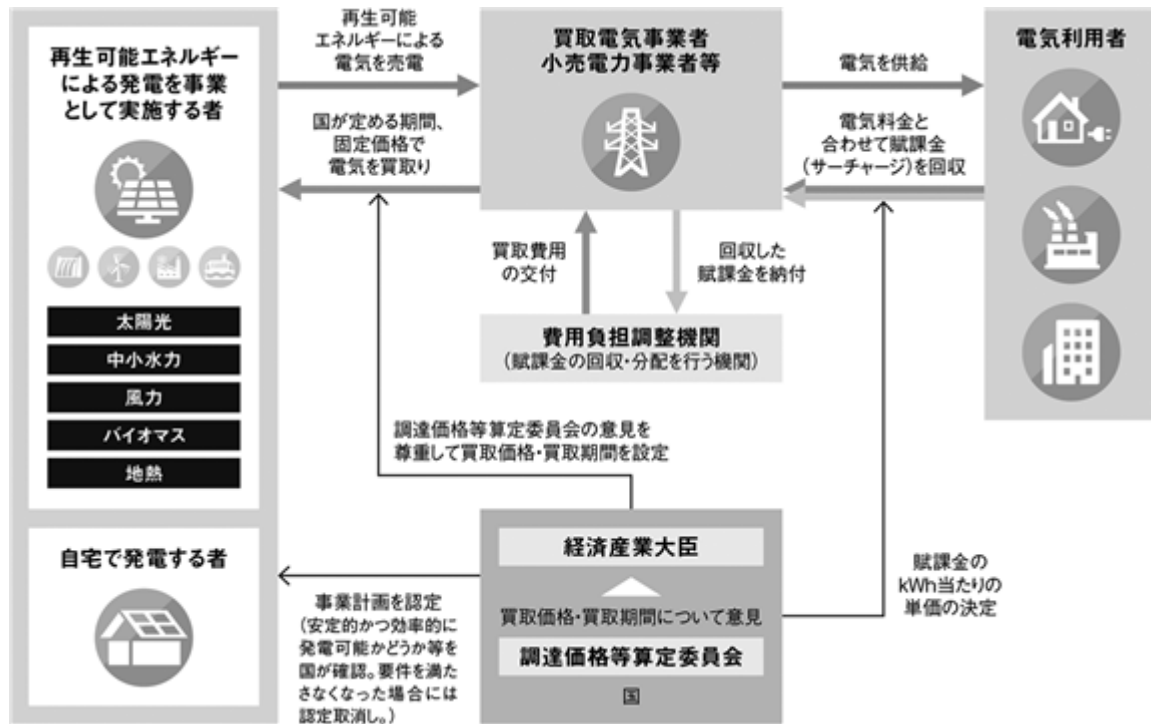 再生可能エネルギー
による発電を事業
として実施する者
太陽光
中小水力
風力
バイオマス
地熱
自宅で発電する者
再生可能
エネルギーによる
電気を売電
国が定める期間、
固定価格で
電気を買取り
買取電気事業者
小売電力事業者等
電気を供給
電気料金と
合わせて賦課金
(サーチャージ)を回収
電気利用者
買取費用
の交付
回収した
賦課金を納付
費用負担調整機関
(賦課金の回収・分配を行う機関)
調達価格等算定委員会の意見を
尊重して買取価格・買取期間を設定
経済産業大臣
買取価格・買取期間について意見
調達価格等算定委員会
国
事業計画を認定
(安定的かつ効率的に
発電可能かどうか等を
国が確認。要件を満た
さなくなった場合には
認定取消し。)
賦課金の
kWh当たりの
単価の決定